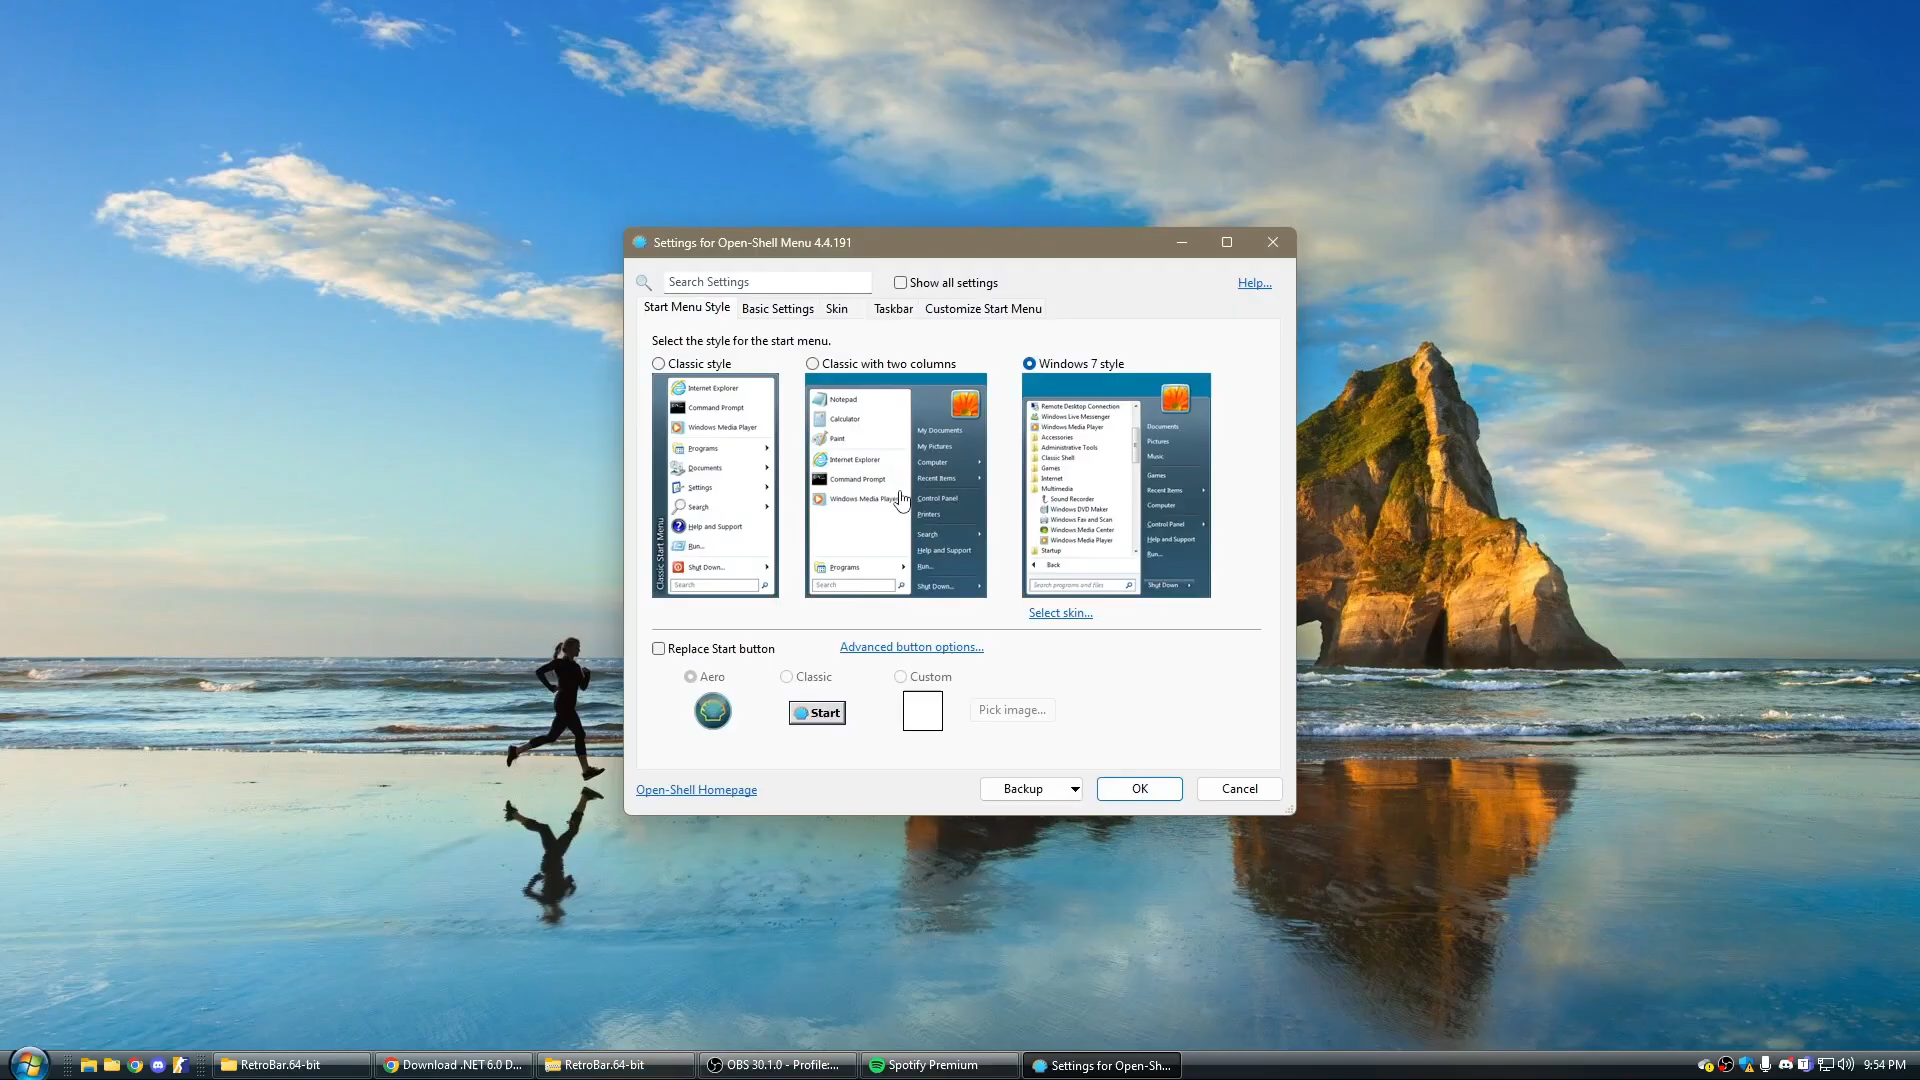 Settings for Open-Shell Menu 4.4.191
Search Settings
Show all settings
Help...
Start Menu Style
Basic Settings
Skin
Taskbar
Customize Start Menu
Select the style for the start menu.
Classic style
Classic with two columns
Windows 7 style
Internet Explorer
Command Prompt
Windows Media Player
Programs
Documents
Settings
Search
Help and Support
Run...
Shut Down...
Search
Classic Start Menu
Notepad
Calculator
Paint
Internet Explorer
Command Prompt
Windows Media Player
Programs
Search
My Documents
My Pictures
Computer
Recent Items
Control Panel
Printers
Search
Help and Support
Run...
Shut Down...
Remote Desktop Connection
Windows Live Messenger
Windows Media Player
Accessories
Administrative Tools
Classic Shell
Games
Internet
Multimedia
Sound Recorder
Windows DVD Maker
Windows Fax and Scan
Windows Media Center
Windows Media Player
Startup
Back
Search programs and files
Documents
Pictures
Music
Games
Recent Items
Computer
Control Panel
Help and Support
Run...
Shut Down
Select skin...
Replace Start button
Advanced button options...
Aero
Classic
Custom
Start
Pick image...
Open-Shell Homepage
Backup
OK
Cancel
RetroBar.64-bit
Download .NET 6.0 D...
RetroBar.64-bit
OBS 30.1.0 - Profile:...
Spotify Premium
Settings for Open-Sh...
9:54 PM